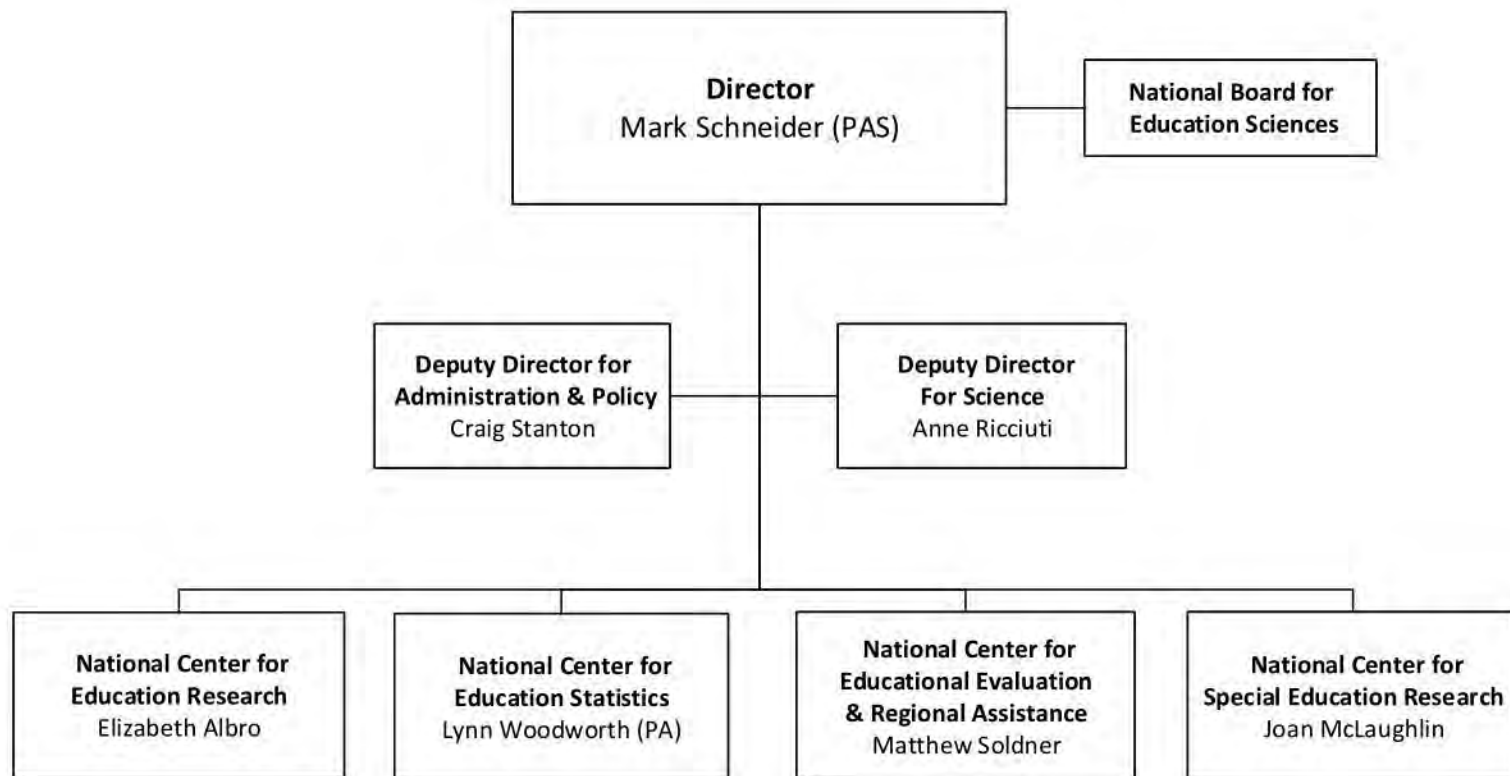 Director
Mark Schneider (PAS)
National Board for
Education Sciences
Deputy Director for
Administration & Policy
Craig Stanton
Deputy Director
For Science
Anne Ricciuti
National Center for
Education Research
Elizabeth Albro
National Center for
Education Statistics
Lynn Woodworth (PA)
National Center for
Educational Evaluation
& Regional Assistance
Matthew Soldner
National Center for
Special Education Research
Joan McLaughlin